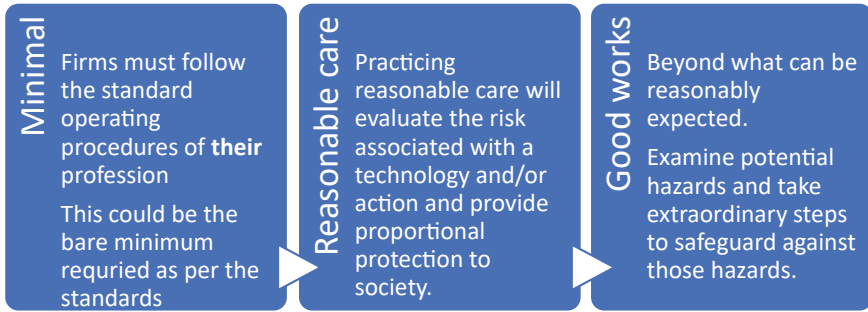 Minimal
Firms must follow
the standard
operating
procedures of their
profession
This could be the
bare minimum
requried as per the
standards
Reasonable care
Practicing
reasonable care will
evaluate the risk
associated with a
technology and/or
action and provide
proportional
protection to
society.
Good works
Beyond what can be
reasonably
expected.
Examine potential
hazards and take
extraordinary steps
to safeguard against
those hazards.